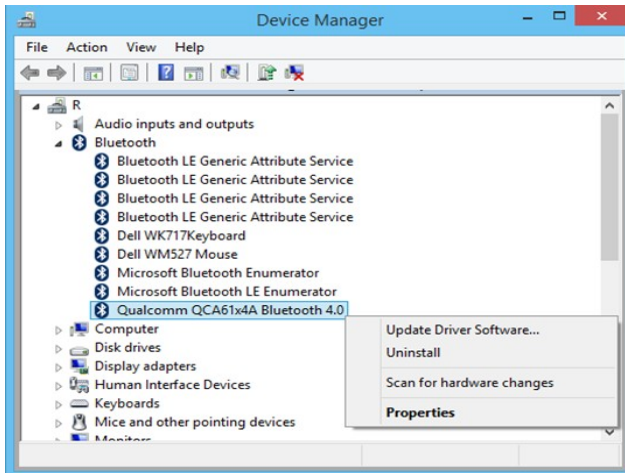 Device Manager
File Action View Help
R
Audio inputs and outputs
Bluetooth
Bluetooth LE Generic Attribute Service
Bluetooth LE Generic Attribute Service
Bluetooth LE Generic Attribute Service
Bluetooth LE Generic Attribute Service
Dell WK717Keyboard
Dell WM527 Mouse
Microsoft Bluetooth Enumerator
Microsoft Bluetooth LE Enumerator
Qualcomm QCA61x4A Bluetooth 4.0
Computer
Disk drives
Display adapters
Human Interface Devices
Keyboards
Mice and other pointing devices
Monitors
Update Driver Software...
Uninstall
Scan for hardware changes
Properties